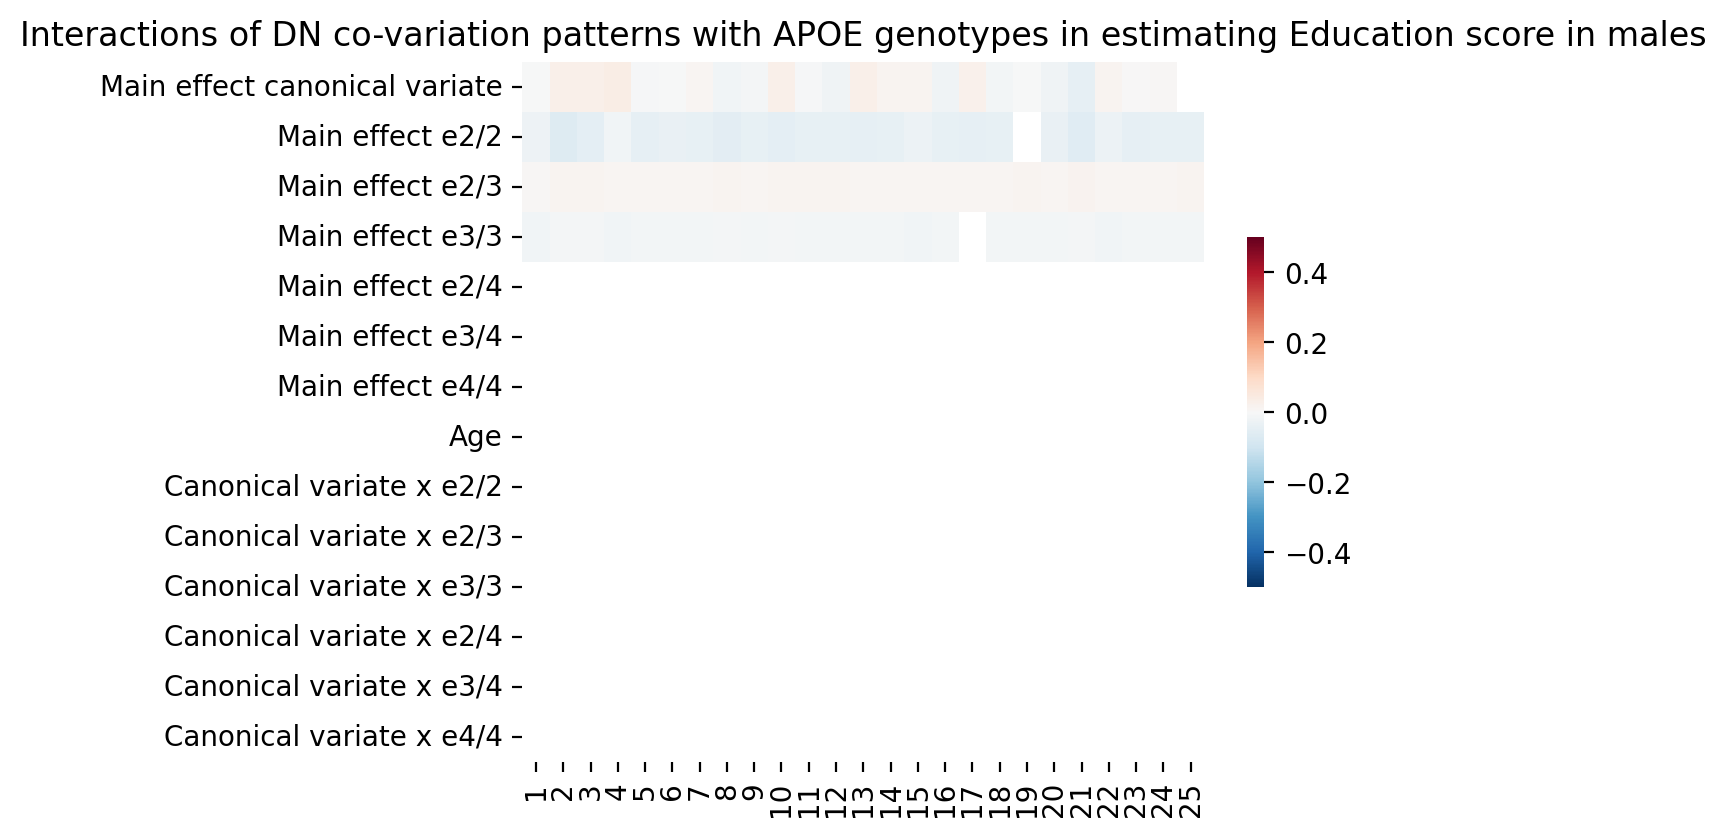 Interactions of DN co-variation patterns with APOE genotypes in estimating Education score in males
Main effect canonical variate
Main effect e2/2
Main effect e2/3
Main effect e3/3
Main effect e2/4
Main effect e3/4
Main effect e4/4
Age
Canonical variate x e2/2
Canonical variate x e2/3
Canonical variate x e3/3
Canonical variate x e2/4
Canonical variate x e3/4
Canonical variate x e4/4
1 2 3 4 5 6 7 8 9 10 11 12 13 14 15 16 17 18 19 20 21 22 23 24 25
0.4
0.2
0.0
−0.2
−0.4